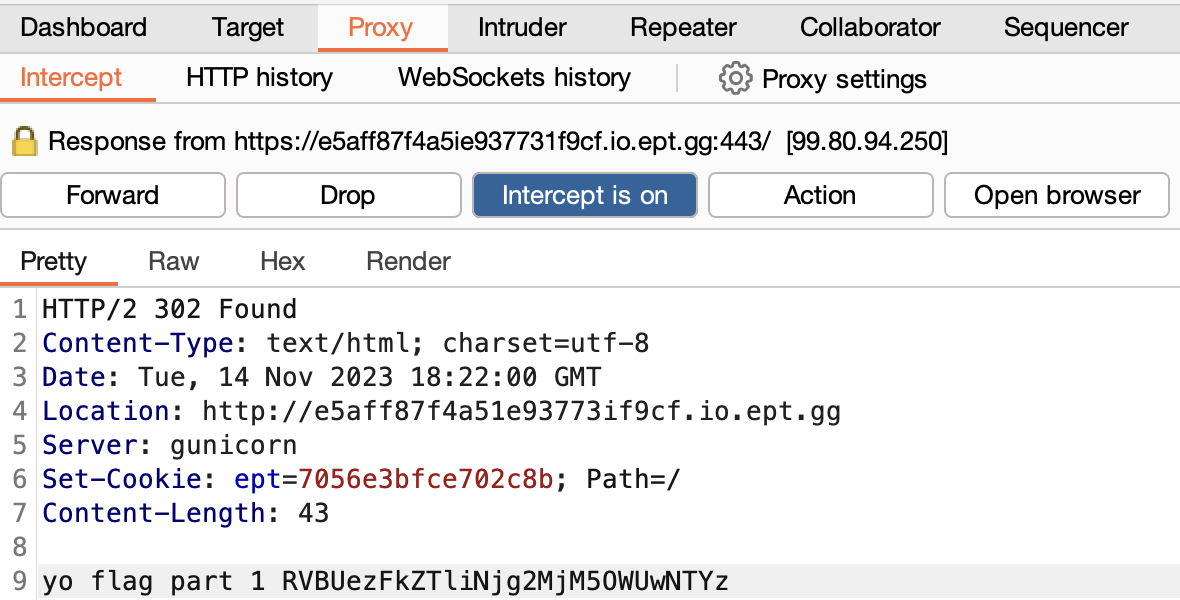 Dashboard Target Proxy Intruder Repeater Collaborator Sequencer
Intercept HTTP history WebSockets history Proxy settings
Response from https://e5aff87f4a5ie937731f9cf.io.ept.gg:443/ [99.80.94.250]
Forward Drop Intercept is on Action Open browser
Pretty Raw Hex Render
1 HTTP/2 302 Found
2 Content-Type: text/html; charset=utf-8
3 Date: Tue, 14 Nov 2023 18:22:00 GMT
4 Location: http://e5aff87f4a51e93773if9cf.io.ept.gg
5 Server: gunicorn
6 Set-Cookie: ept=7056e3bfce702c8b; Path=/
7 Content-Length: 43
8
9 yo flag part 1 RVBUezFkZTliNjg2MjM5OWUwNTYz